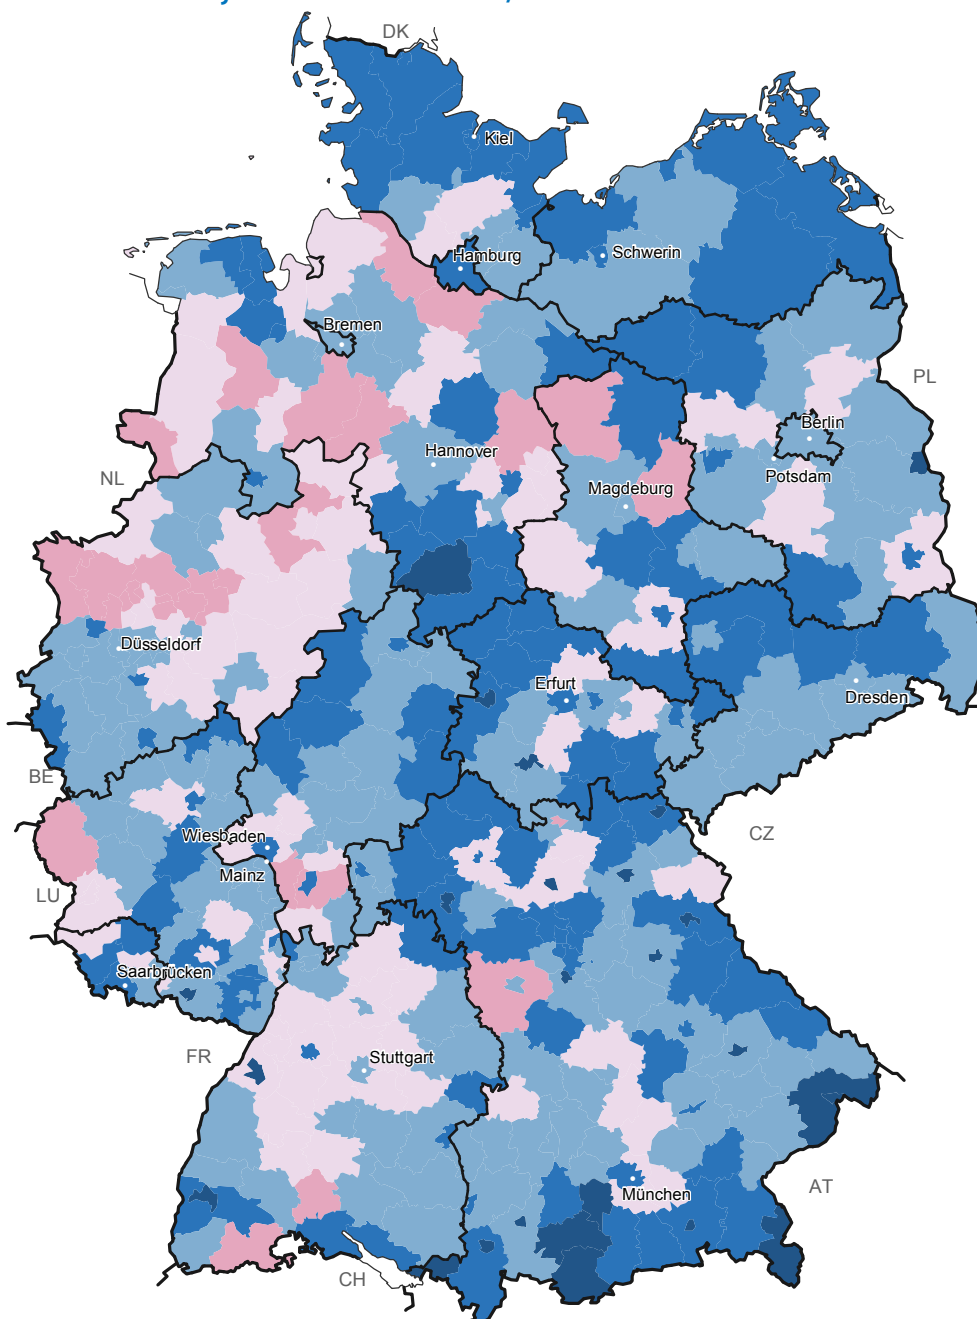 DK
Kiel
Schwerin
Hamburg
Bremen
PL
Berlin
Hannover
Potsdam
NL
Magdeburg
Düsseldorf
Erfurt
Dresden
BE
CZ
Wiesbaden
Mainz
LU
Saarbrücken
FR
Stuttgart
AT
München
CH